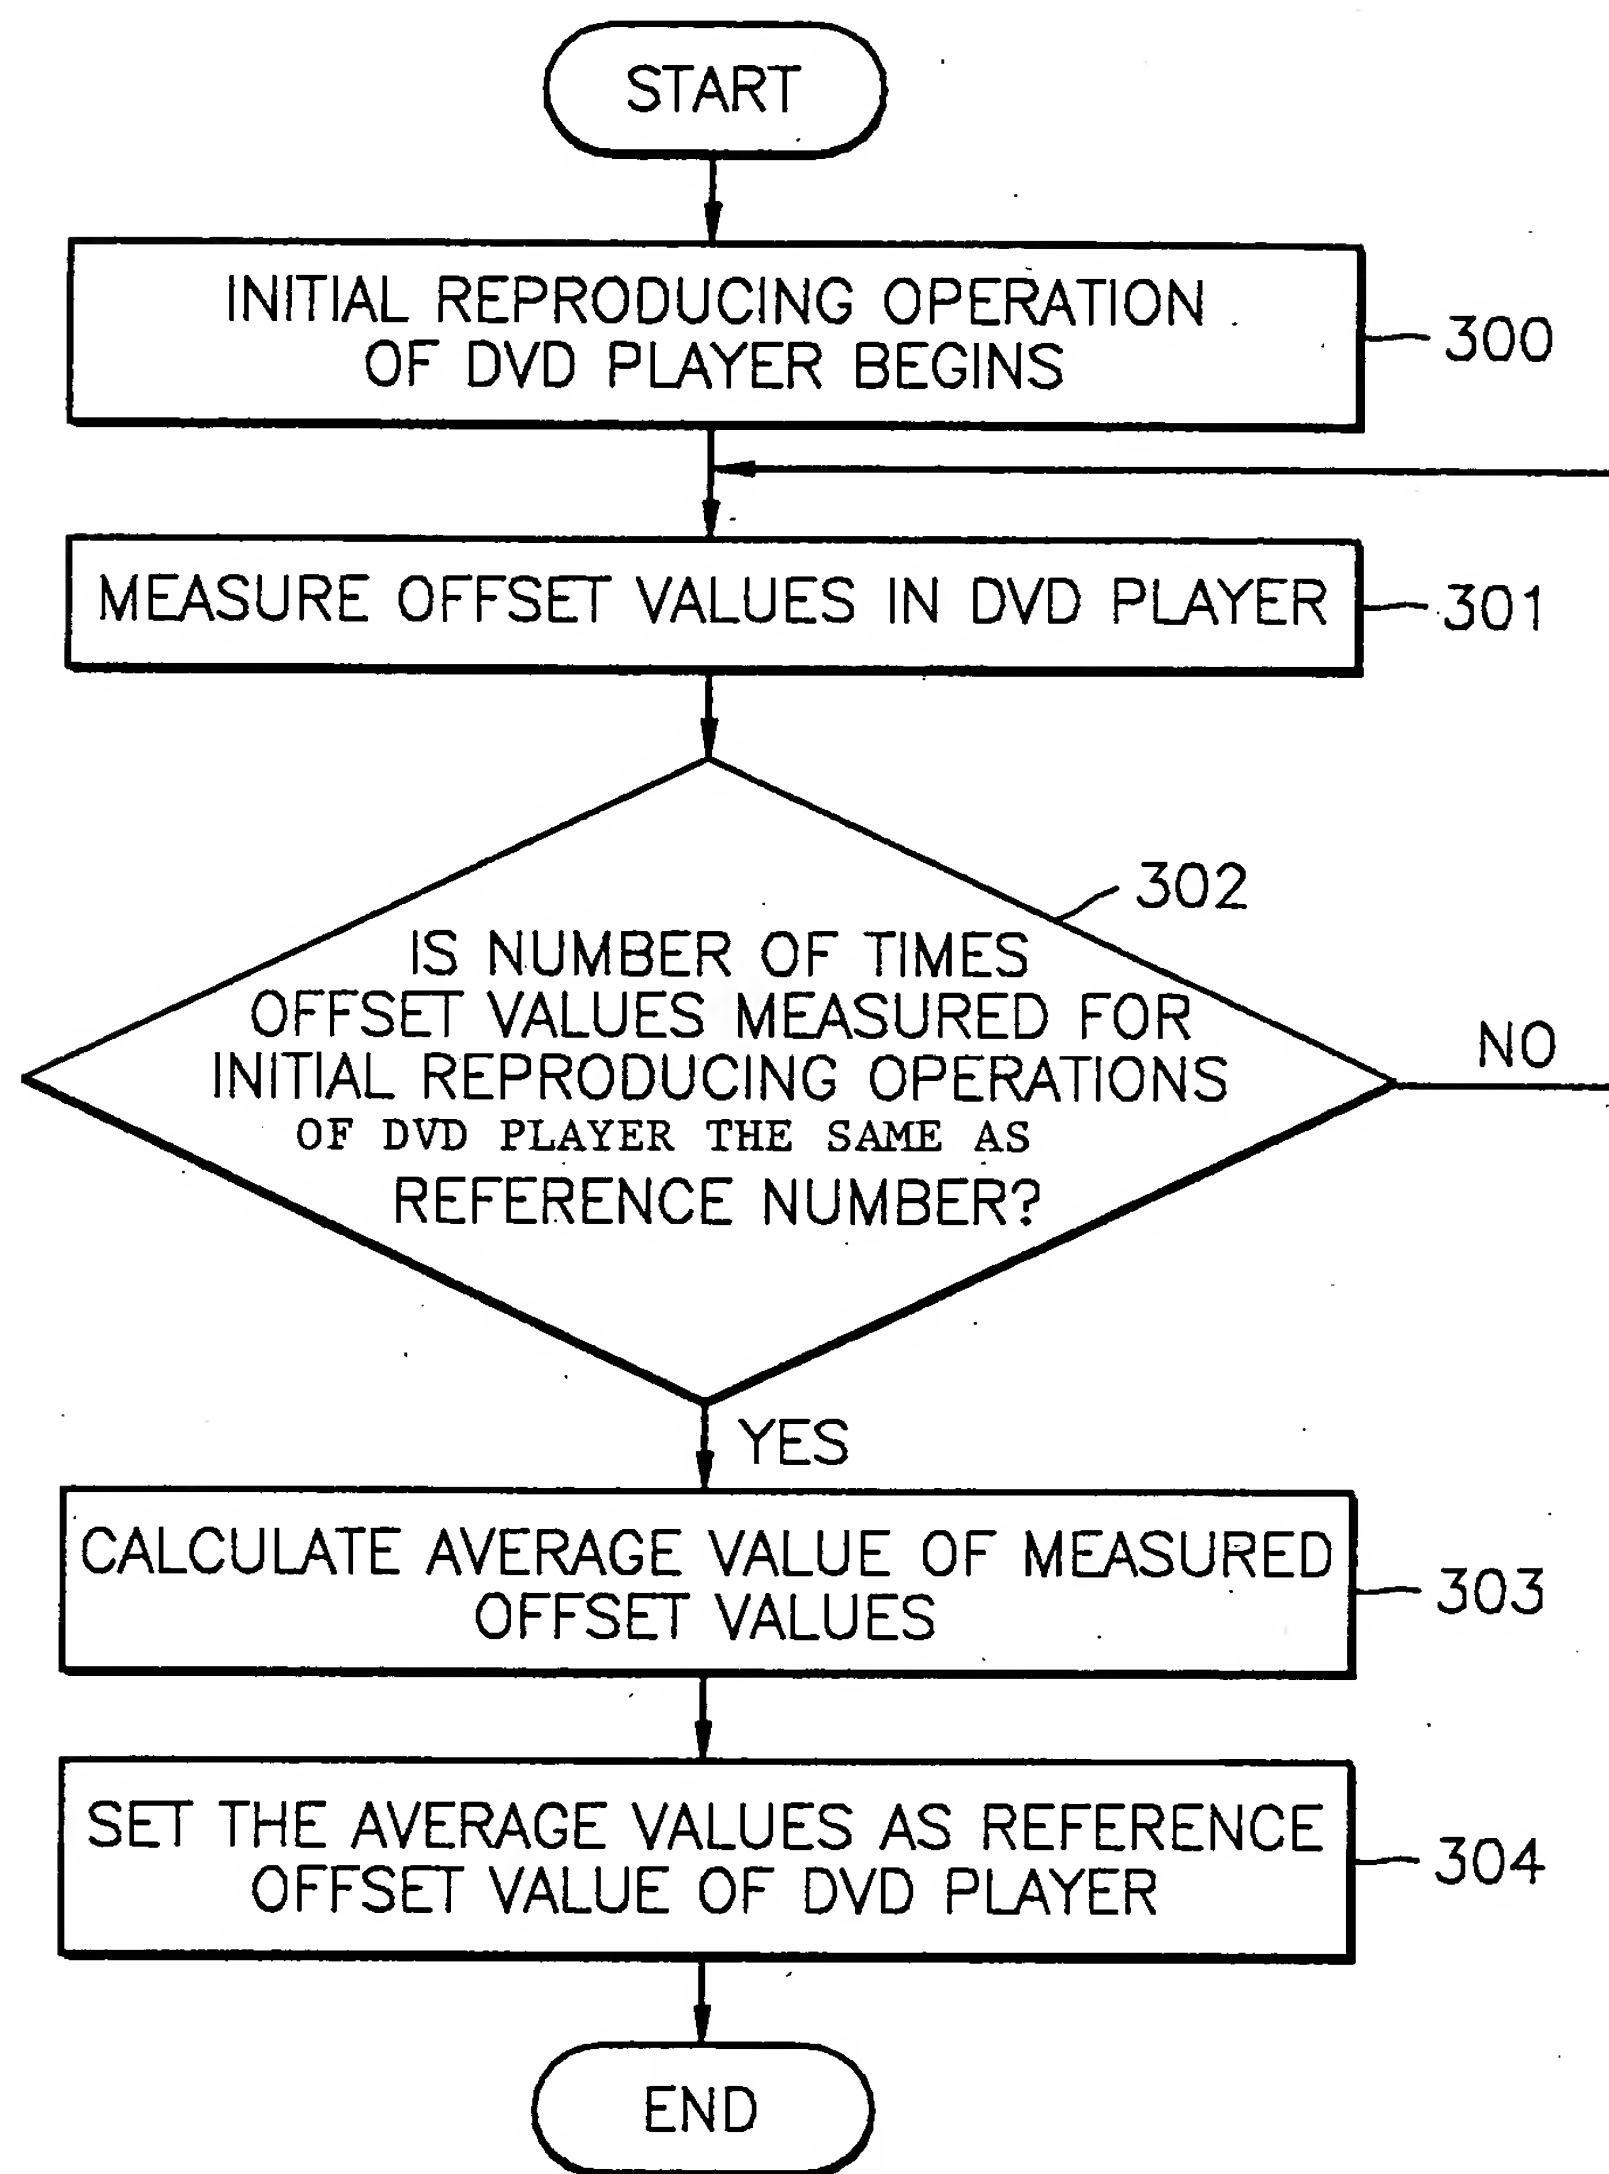 START
INITIAL REPRODUCING OPERATION
OF DVD PLAYER BEGINS
300
MEASURE OFFSET VALUES IN DVD PLAYER
301
302
IS NUMBER OF TIMES
OFFSET VALUES MEASURED FOR
INITIAL REPRODUCING OPERATIONS
OF DVD PLAYER THE SAME AS
REFERENCE NUMBER?
NO
YES
CALCULATE AVERAGE VALUE OF MEASURED
OFFSET VALUES
303
SET THE AVERAGE VALUES AS REFERENCE
OFFSET VALUE OF DVD PLAYER
304
END